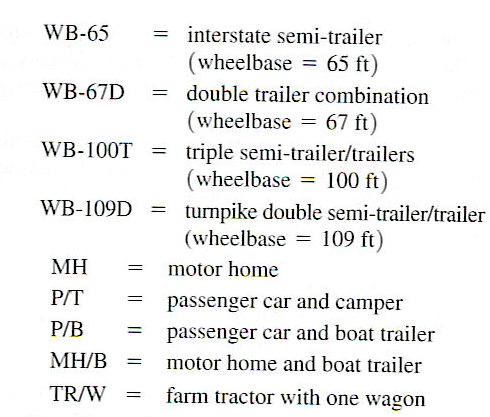 WB-65 = interstate semi-trailer
(wheelbase = 65 ft)
WB-67D = double trailer combination
(wheelbase = 67 ft)
WB-100T = triple semi-trailer/trailers
(wheelbase = 100 ft)
WB-109D = turnpike double semi-trailer/trailer
(wheelbase = 109 ft)
MH = motor home
P/T = passenger car and camper
P/B = passenger car and boat trailer
MH/B = motor home and boat trailer
TR/W = farm tractor with one wagon